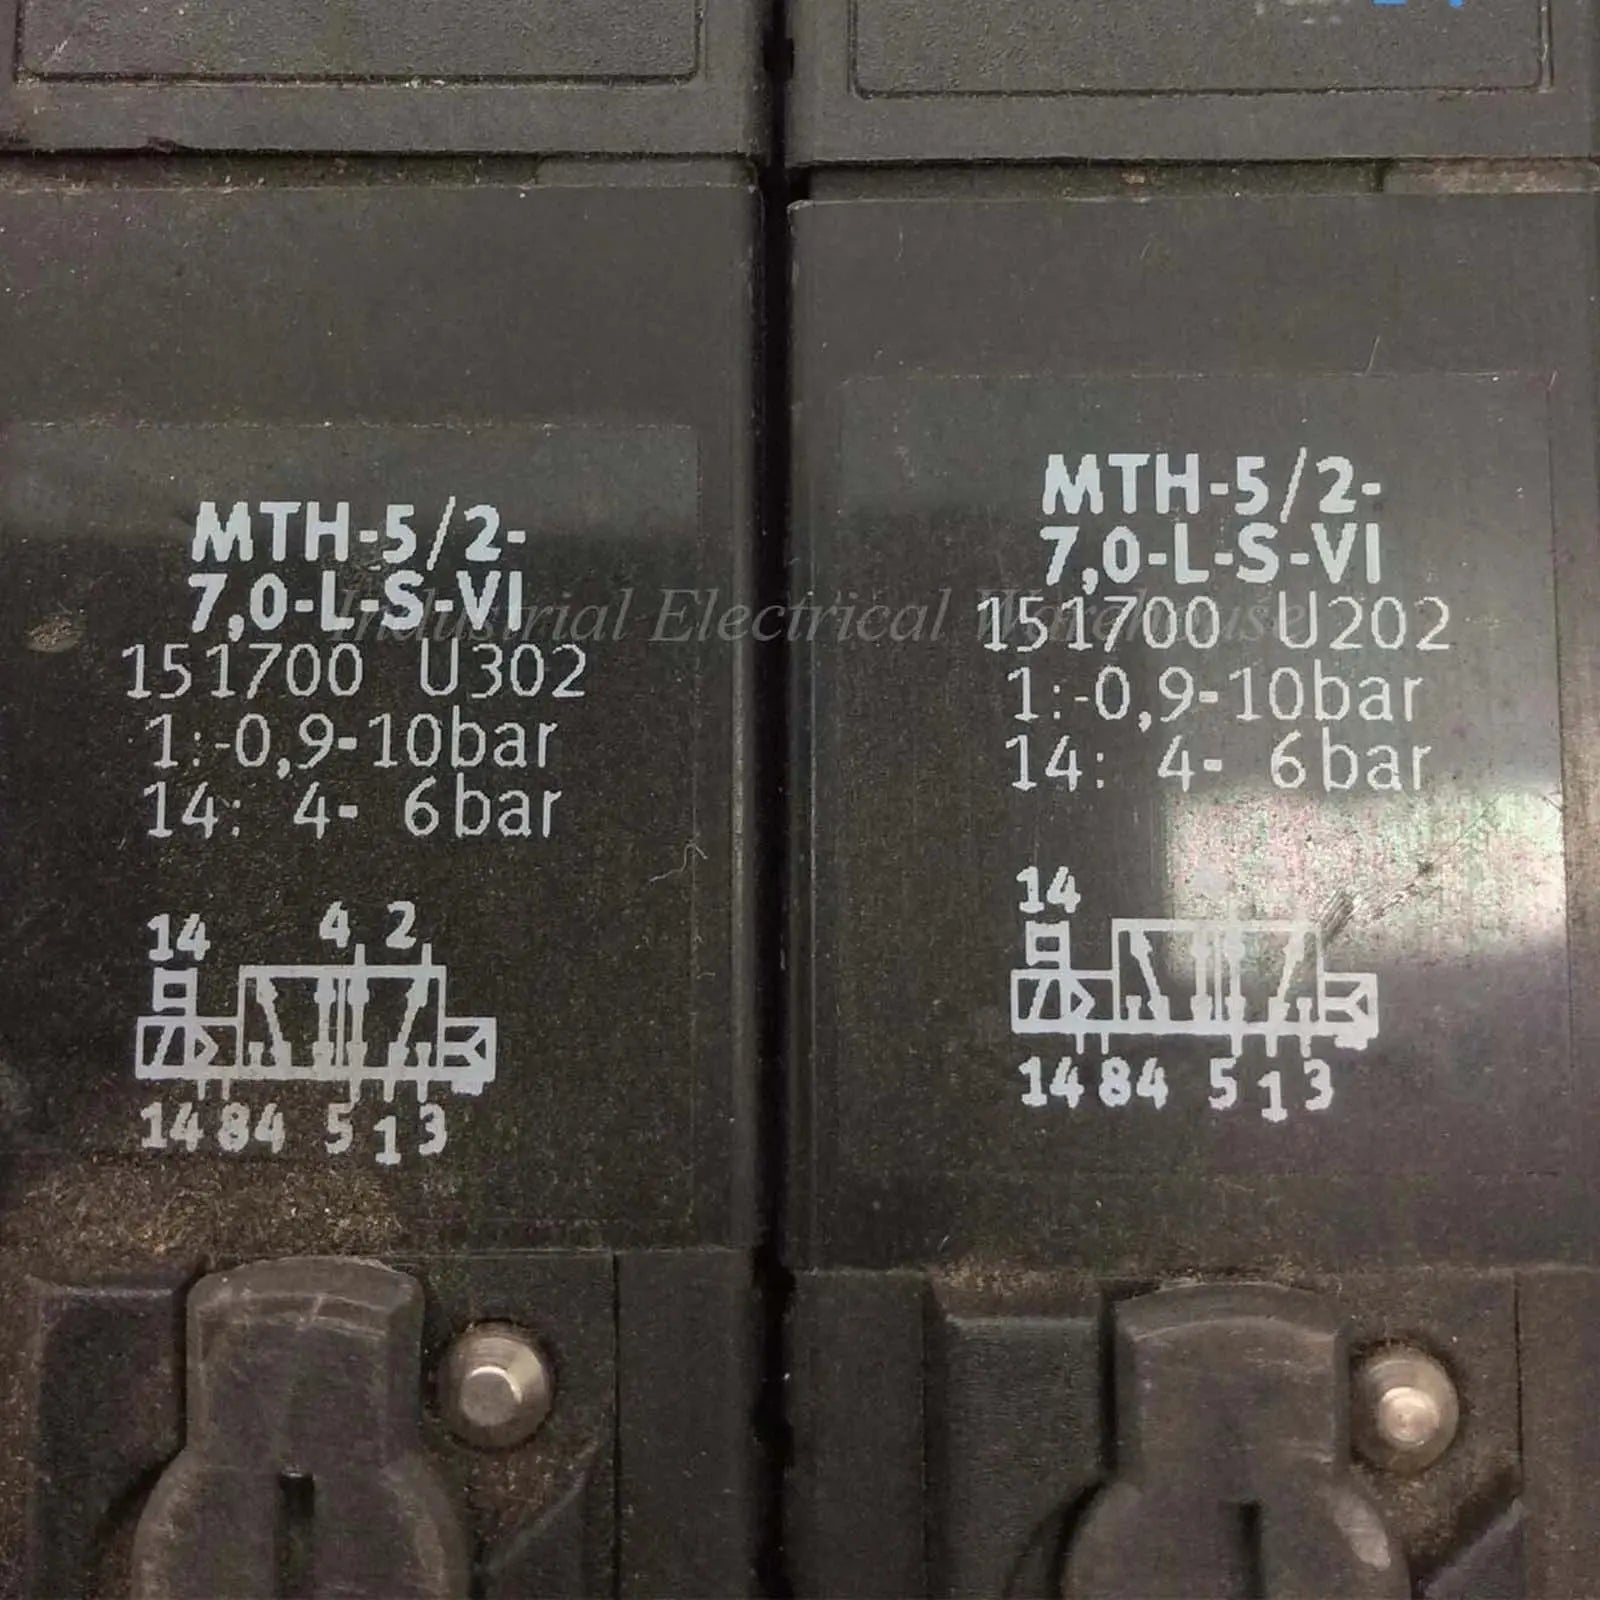 MTH-5/2-
7,0-L-S-VI
151700 U302
1:-0,9-10bar
14: 4- 6bar
14 4 2
14 84 5 1 3
MTH-5/2-
7,0-L-S-VI
151700 U202
1:-0,9-10bar
14: 4- 6bar
14
14 84 5 1 3
Industrial Electrical Warehouse